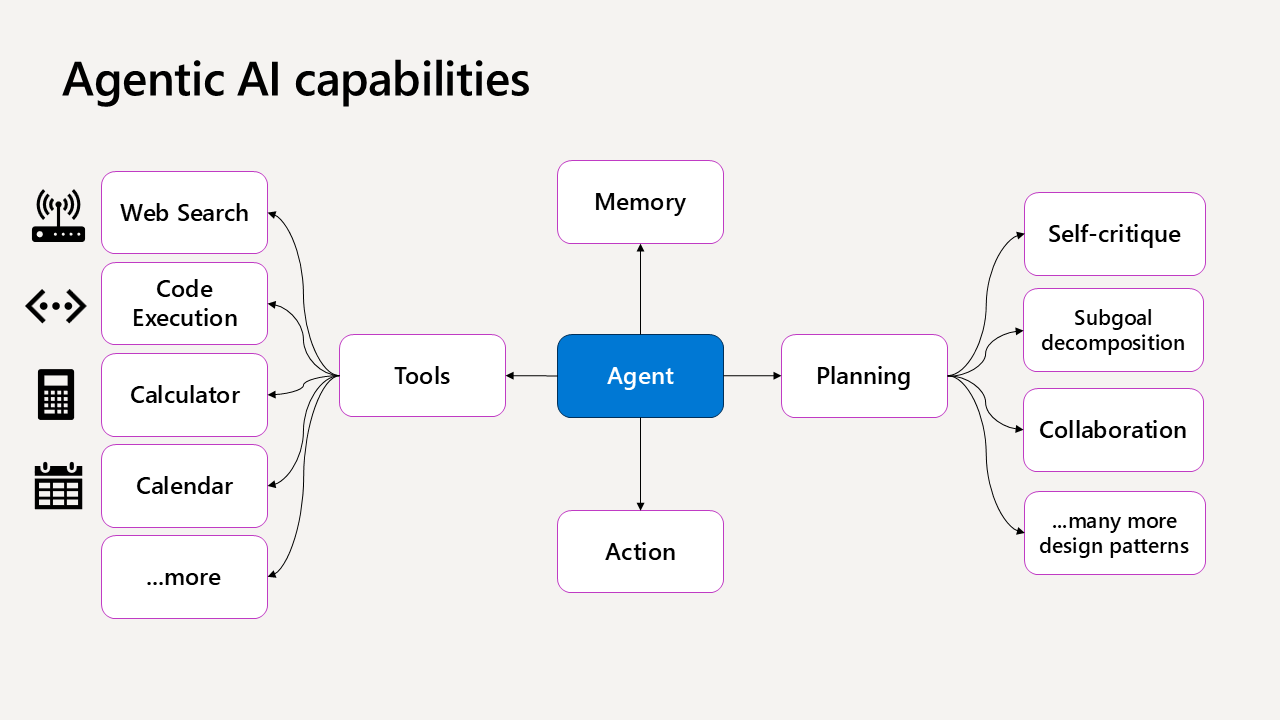 Agentic AI capabilities
Web Search
Code
Execution
Calculator
Calendar
...more
Tools
Memory
Agent
Action
Planning
Self-critique
Subgoal
decomposition
Collaboration
...many more
design patterns